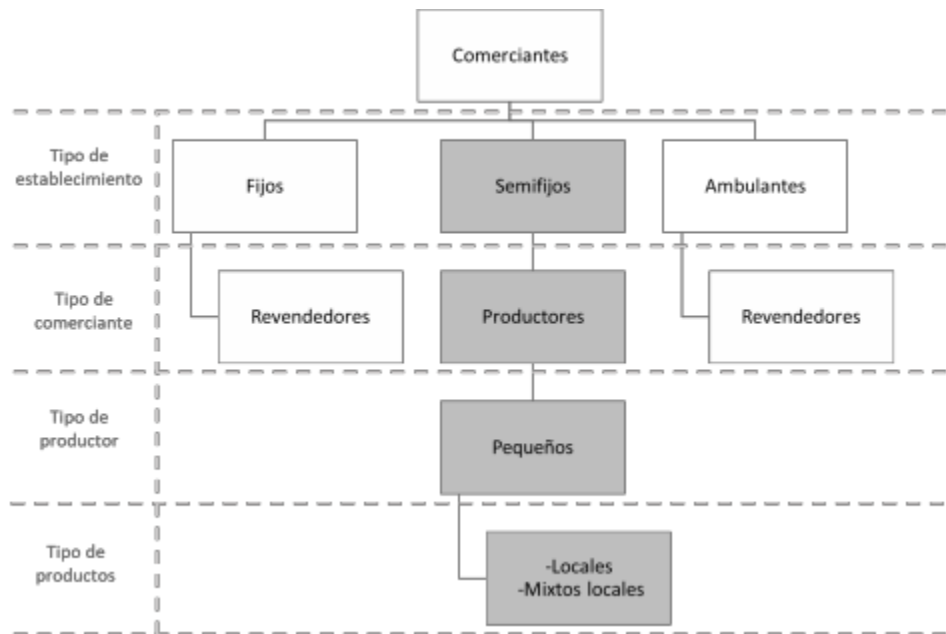 Comerciantes
Tipo de
establecimiento
Fijos
Semifijos
Ambulantes
Tipo de
comerciante
Revendedores
Productores
Revendedores
Tipo de
productor
Pequeños
Tipo de
productos
-Locales
-Mixtos locales